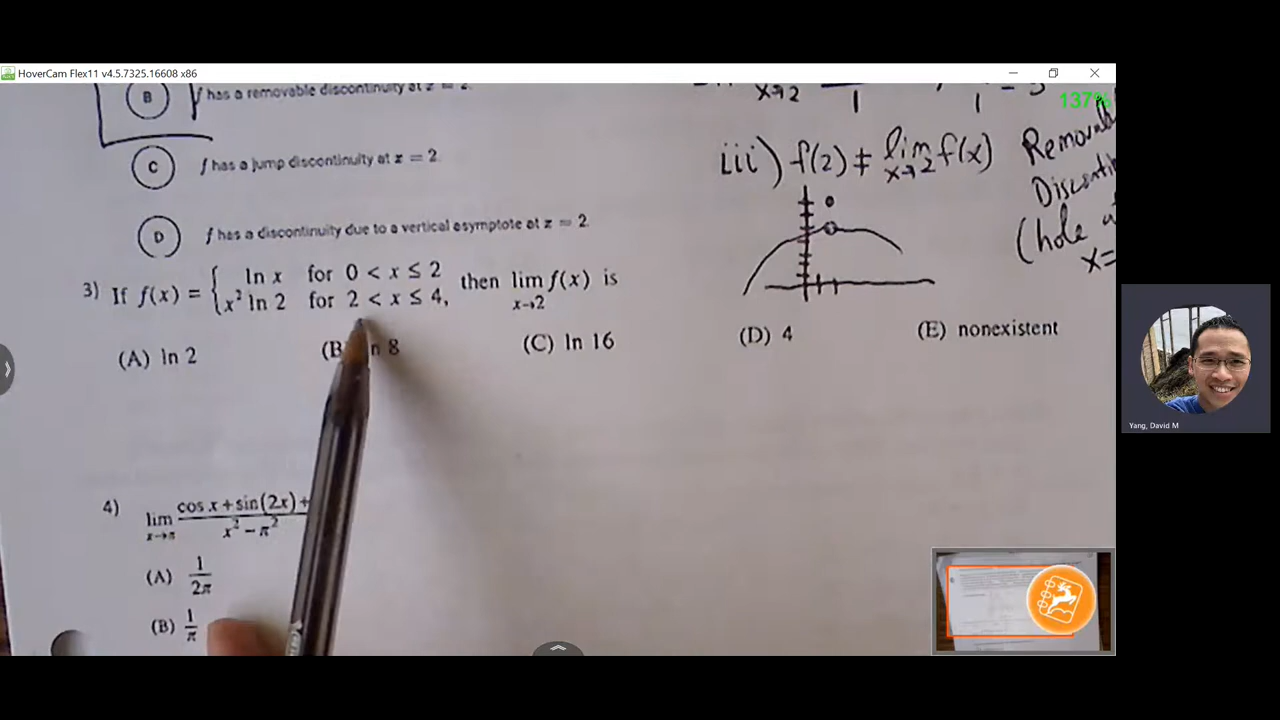 HoverCam Flex11 v4.5.7325.16608 x86
137%
B f has a removable discontinuity at x = 2.
C f has a jump discontinuity at x = 2.
D f has a discontinuity due to a vertical asymptote at x = 2.
x→2 1 1
iii) f(2) ≠ lim f(x)
x→2
(hole
x=
3) If f(x) = { ln x for 0 < x ≤ 2
x² ln 2 for 2 < x ≤ 4, then lim f(x) is
x→2
(A) ln 2 8 (C) ln 16 (D) 4 (E) nonexistent
4) lim cos x + sin(2x) +
x→π x² − π²
(A) 1
2π
(B) 1
π
Yang, David M